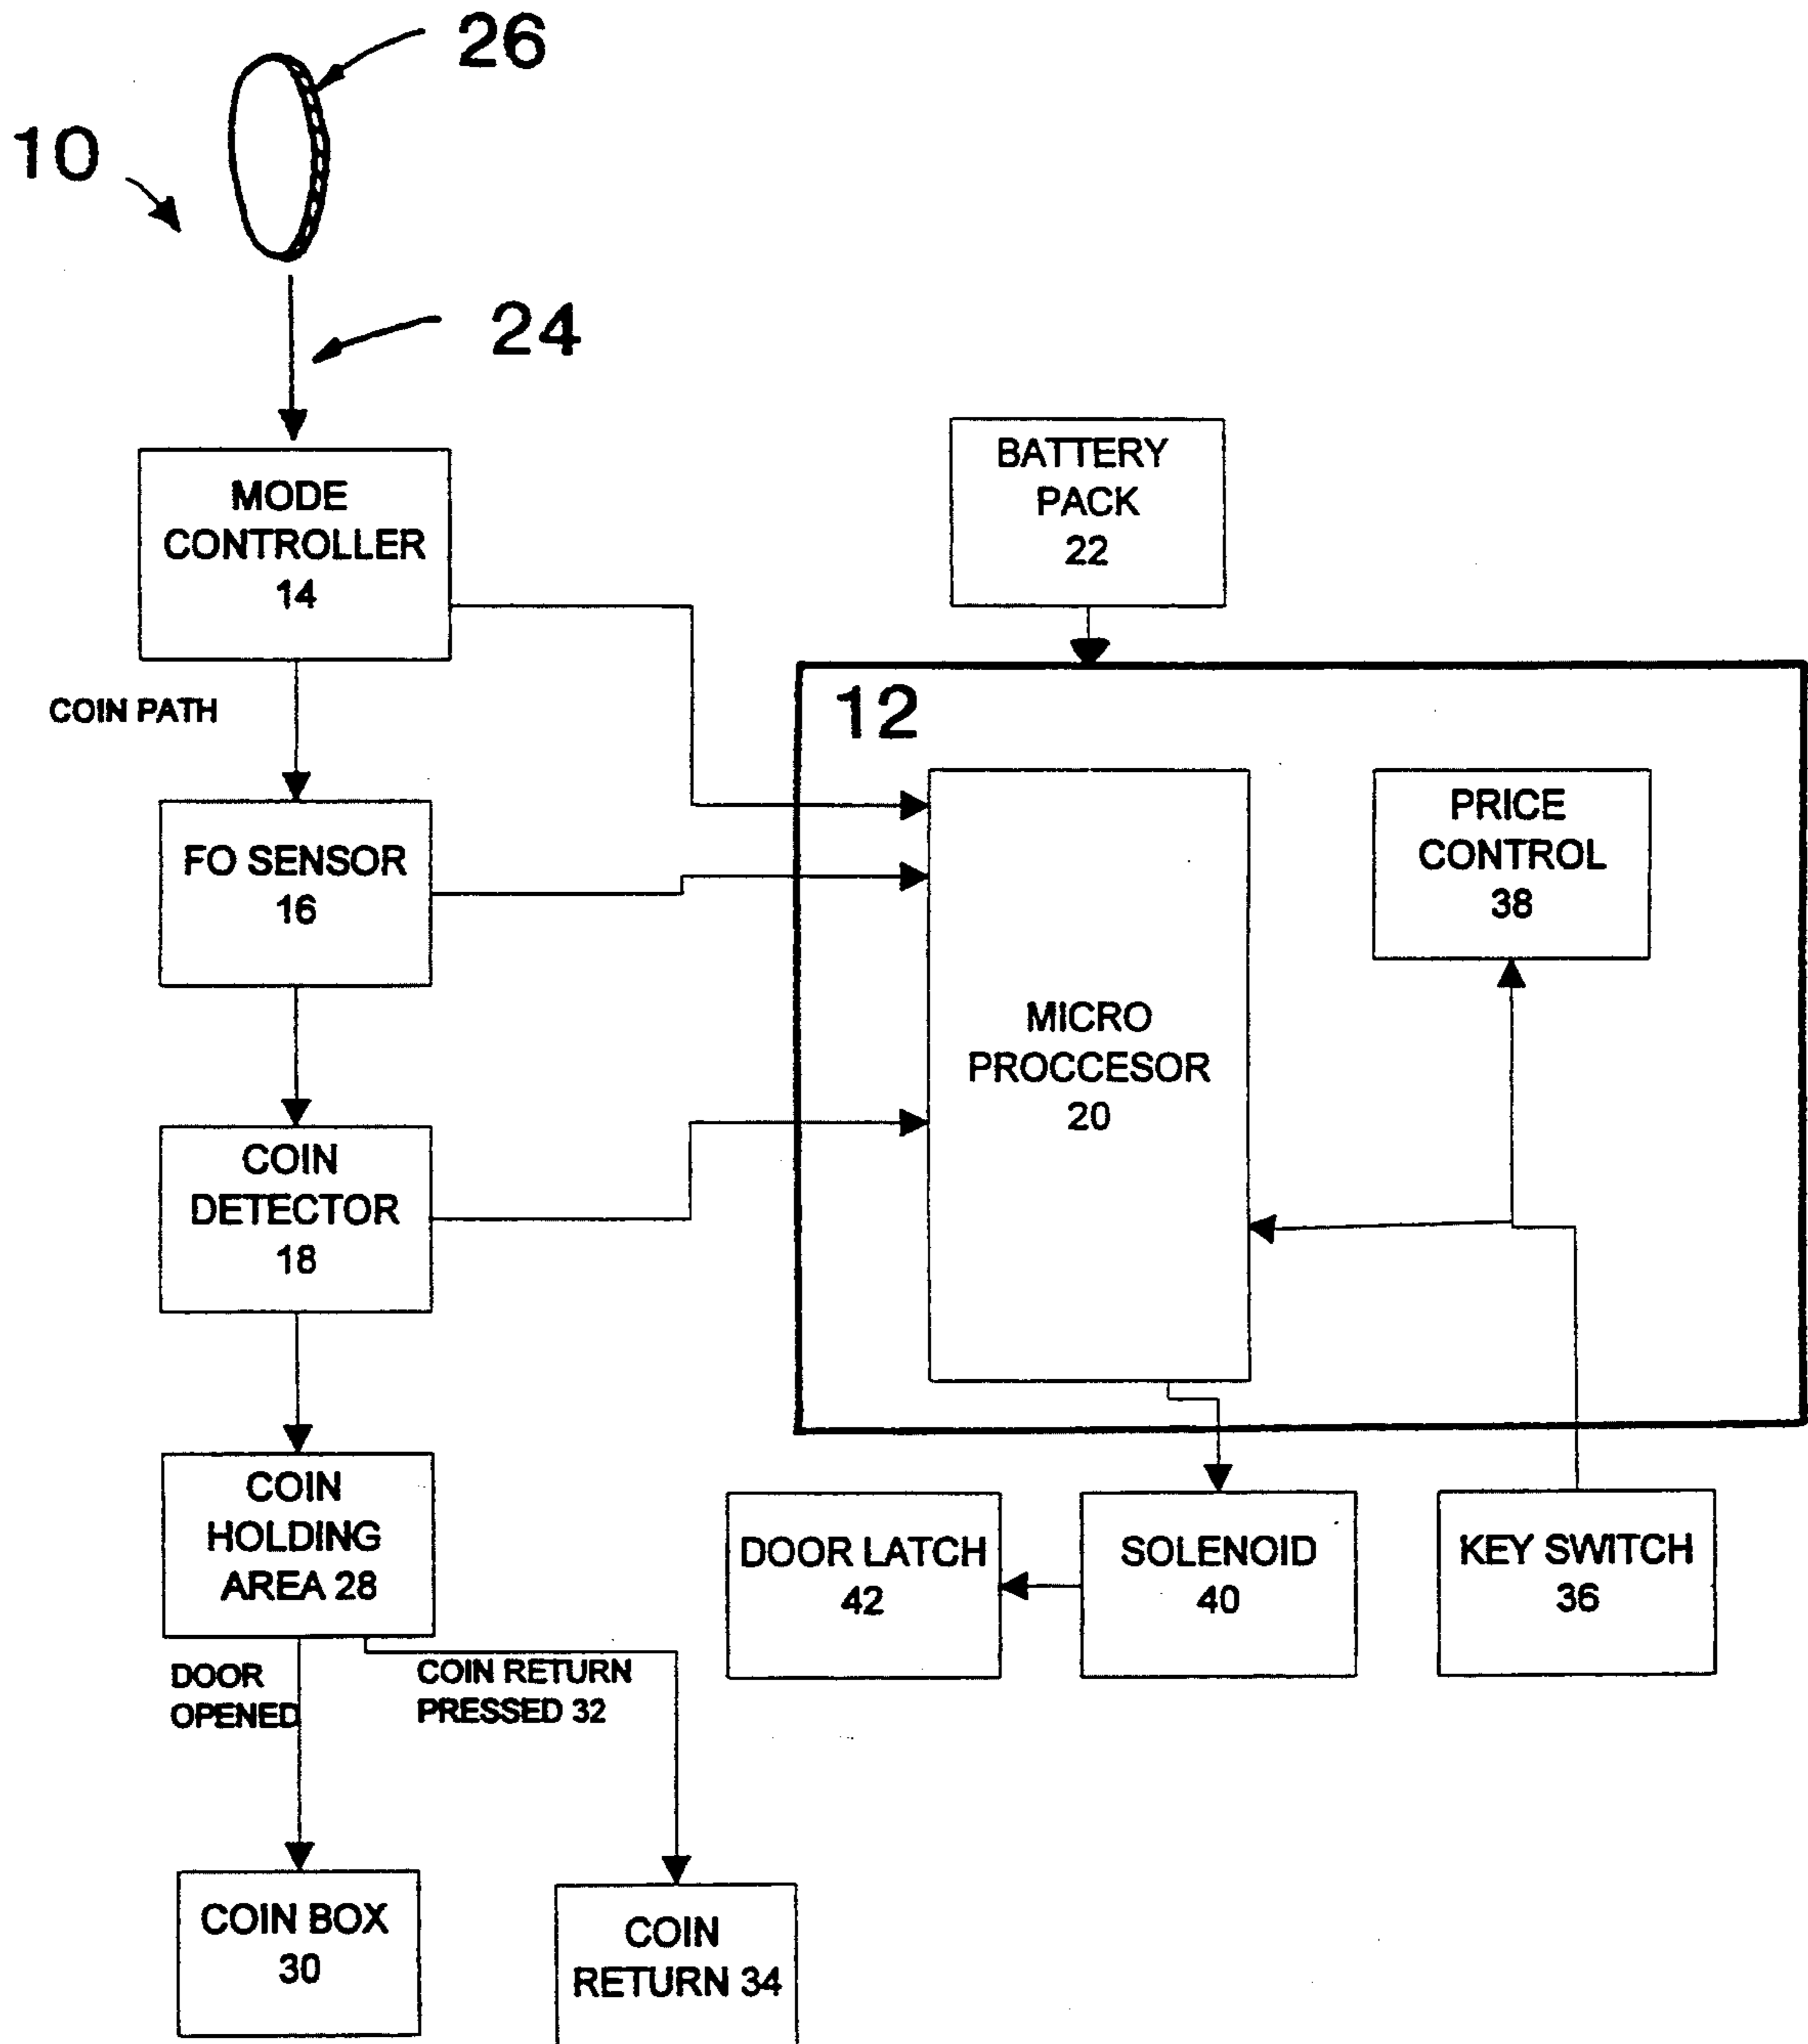 26
10
24
MODE
CONTROLLER
14
BATTERY
PACK
22
COIN PATH
12
FO SENSOR
16
PRICE
CONTROL
38
MICRO
PROCCESOR
20
COIN
DETECTOR
18
COIN
HOLDING
AREA 28
DOOR LATCH
42
SOLENOID
40
KEY SWITCH
36
DOOR
OPENED
COIN RETURN
PRESSED 32
COIN BOX
30
COIN
RETURN 34